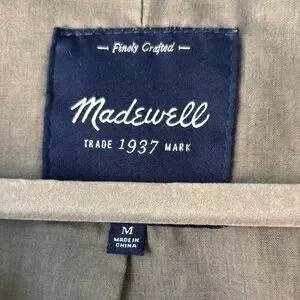 Finely Crafted
Madewell
TRADE 1937 MARK
M
MADE IN
CHINA